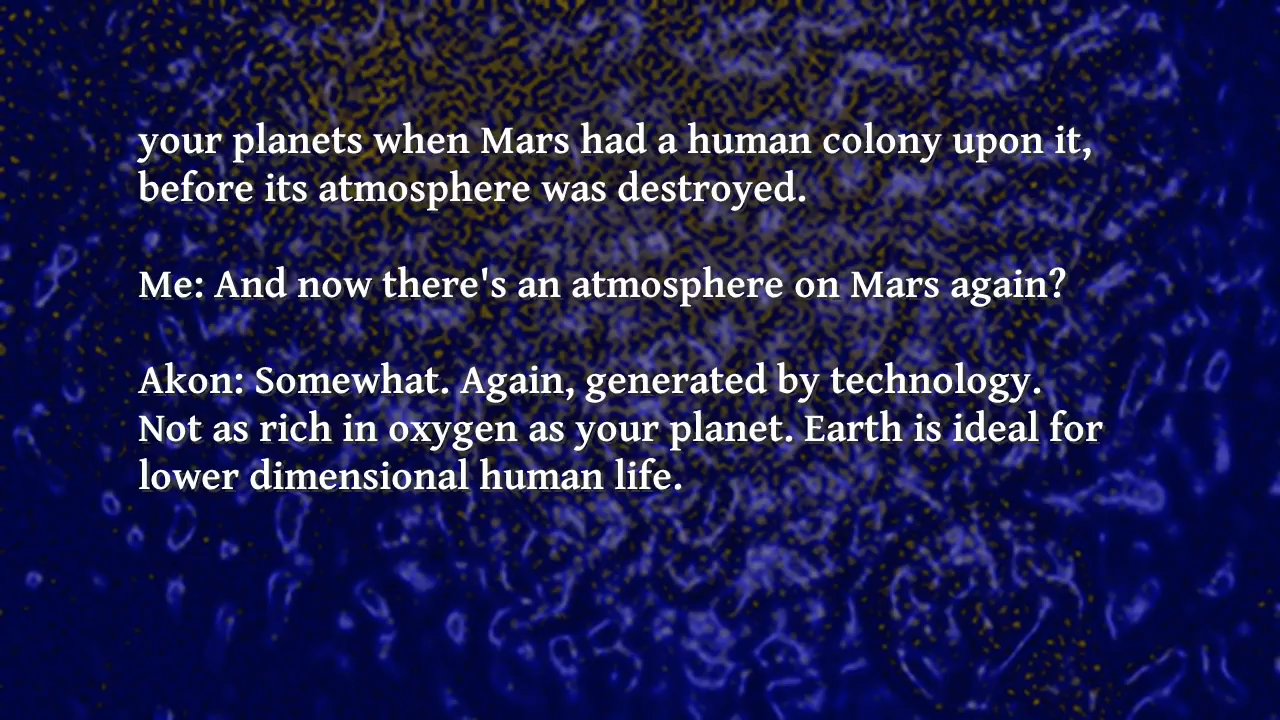 your planets when Mars had a human colony upon it,
before its atmosphere was destroyed.
Me: And now there's an atmosphere on Mars again?
Akon: Somewhat. Again, generated by technology.
Not as rich in oxygen as your planet. Earth is ideal for
lower dimensional human life.